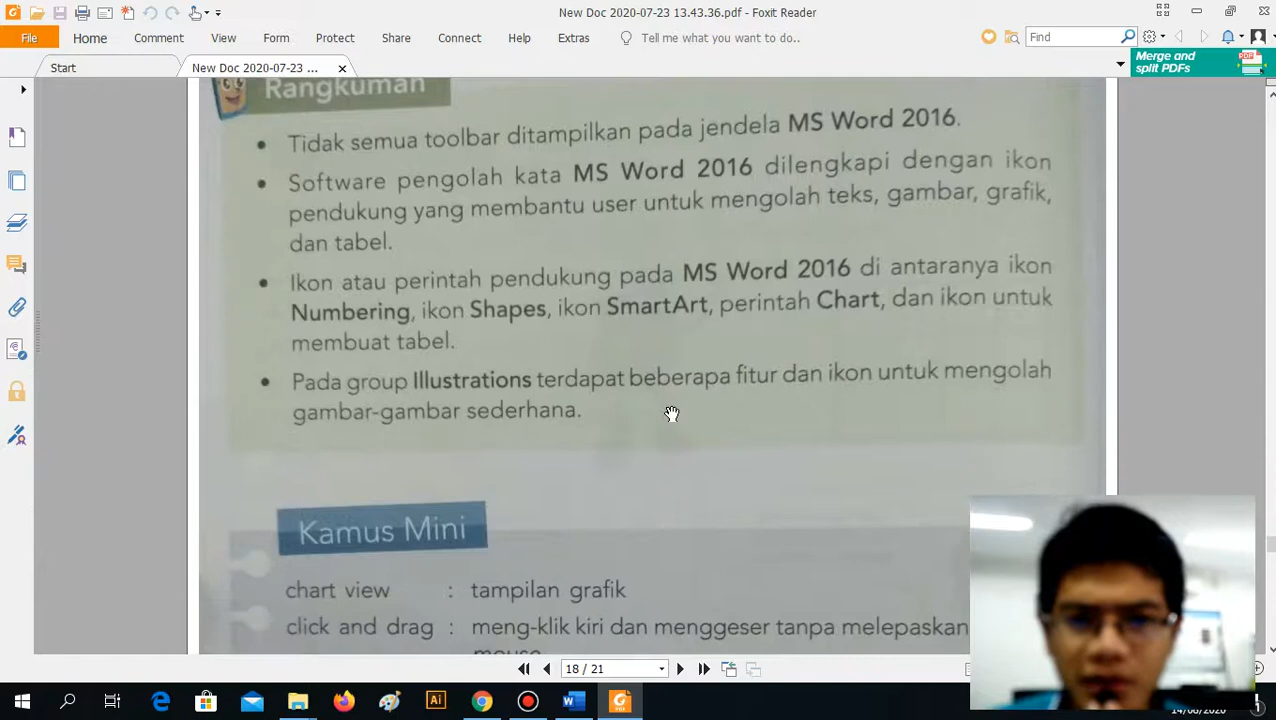 New Doc 2020-07-23 13.43.36.pdf - Foxit Reader
File Home Comment View Form Protect Share Connect Help Extras Tell me what you want to do.. Find
Start New Doc 2020-07-23 ... Merge and
split PDFs
Rangkuman
• Tidak semua toolbar ditampilkan pada jendela MS Word 2016.
• Software pengolah kata MS Word 2016 dilengkapi dengan ikon
pendukung yang membantu user untuk mengolah teks, gambar, grafik,
dan tabel.
• Ikon atau perintah pendukung pada MS Word 2016 di antaranya ikon
Numbering, ikon Shapes, ikon SmartArt, perintah Chart, dan ikon untuk
membuat tabel.
• Pada group Illustrations terdapat beberapa fitur dan ikon untuk mengolah
gambar-gambar sederhana.
Kamus Mini
chart view : tampilan grafik
click and drag : meng-klik kiri dan menggeser tanpa melepaskan
mouse
18 / 21
14/08/2020